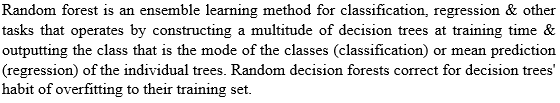 Random forest is an ensemble learning method for classification, regression & other
tasks that operates by constructing a multitude of decision trees at training time &
outputting the class that is the mode of the classes (classification) or mean prediction
(regression) of the individual trees. Random decision forests correct for decision trees'
habit of overfitting to their training set.